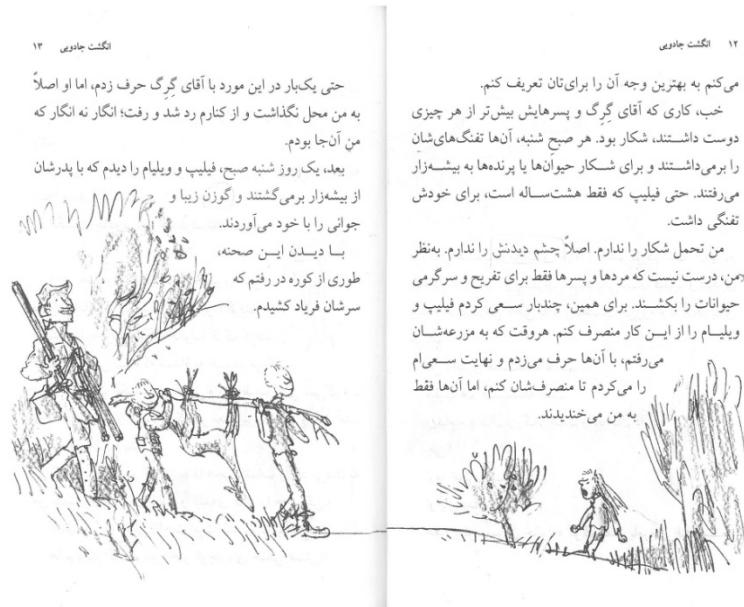 ۱۲ انگشت جادویی
می‌کنم به بهترین وجه آن را برای‌تان تعریف کنم.
خب، کاری که آقای گِرِگ و پسرهایش بیش‌تر از هر چیزی
دوست داشتند، شکار بود. هر صبح شنبه، آن‌ها تفنگ‌های‌شان
را برمی‌داشتند و برای شکار حیوان‌ها یا پرنده‌ها به بیشه‌زار
می‌رفتند. حتی فیلیپ که فقط هشت‌ساله است، برای خودش
تفنگی داشت.
من تحمل شکار را ندارم. اصلاً چشم دیدنش را ندارم. به‌نظر
من، درست نیست که مردها و پسرها فقط برای تفریح و سرگرمی
حیوانات را بکشند. برای همین، چندبار سعی کردم فیلیپ و
ویلیام را از این کار منصرف کنم. هروقت که به مزرعه‌شان
می‌رفتم، با آن‌ها حرف می‌زدم و نهایت سعی‌ام
را می‌کردم تا منصرف‌شان کنم، اما آن‌ها فقط
به من می‌خندیدند.
انگشت جادویی ۱۳
حتی یک‌بار در این مورد با آقای گِرِگ حرف زدم، اما او اصلاً
به من محل نگذاشت و از کنارم رد شد و رفت؛ انگار نه انگار که
من آن‌جا بودم.
بعد، یک روز شنبه صبح، فیلیپ و ویلیام را دیدم که با پدرشان
از بیشه‌زار برمی‌گشتند و گوزن زیبا و
جوانی را با خود می‌آوردند.
با دیدن این صحنه،
طوری از کوره در رفتم که
سرشان فریاد کشیدم.